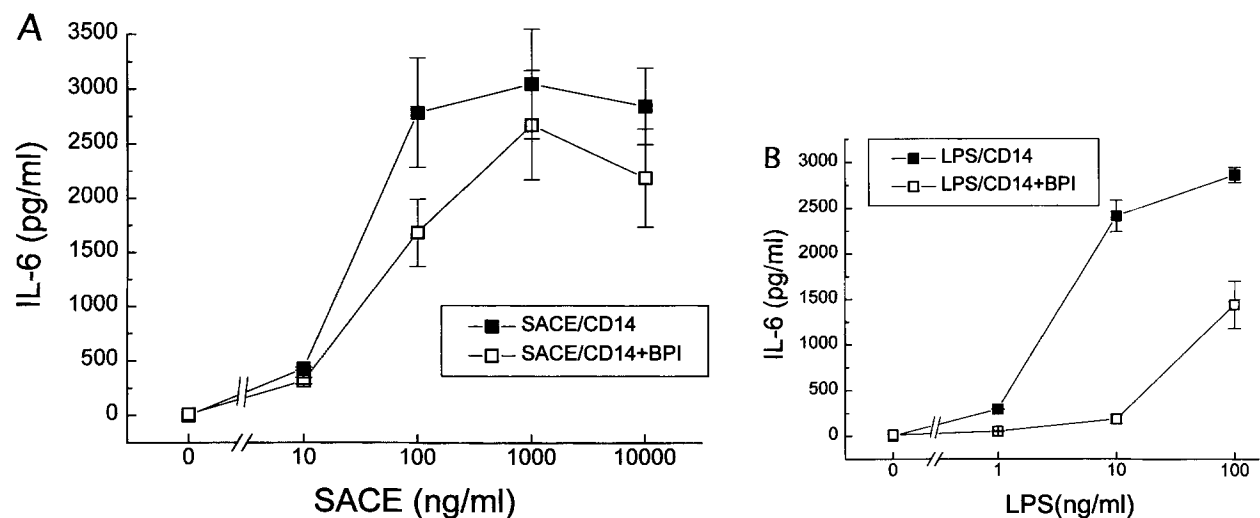 A
3500
3000
2500
2000
1500
1000
500
0
IL-6 (pg/ml)
SACE/CD14
SACE/CD14+BPI
0 10 100 1000 10000
SACE (ng/ml)
B
3000
2500
2000
1500
1000
500
0
IL-6 (pg/ml)
LPS/CD14
LPS/CD14+BPI
0 1 10 100
LPS(ng/ml)